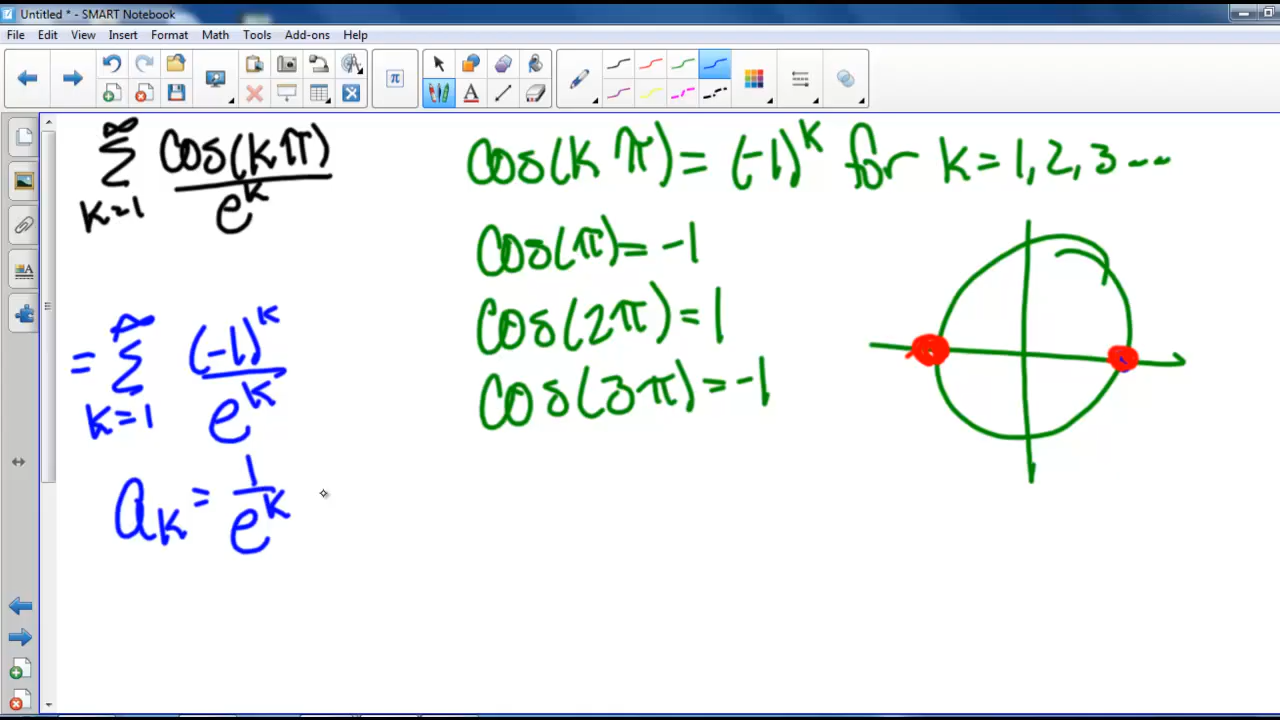 Untitled * - SMART Notebook
File Edit View Insert Format Math Tools Add-ons Help
π
A
∞
∑ cos(kπ)
k=1 e^k
cos(kπ) = (-1)^k for k = 1, 2, 3 ...
cos(π) = -1
cos(2π) = 1
cos(3π) = -1
∞
= ∑ (-1)^k
k=1 e^k
a_k = 1/e^k